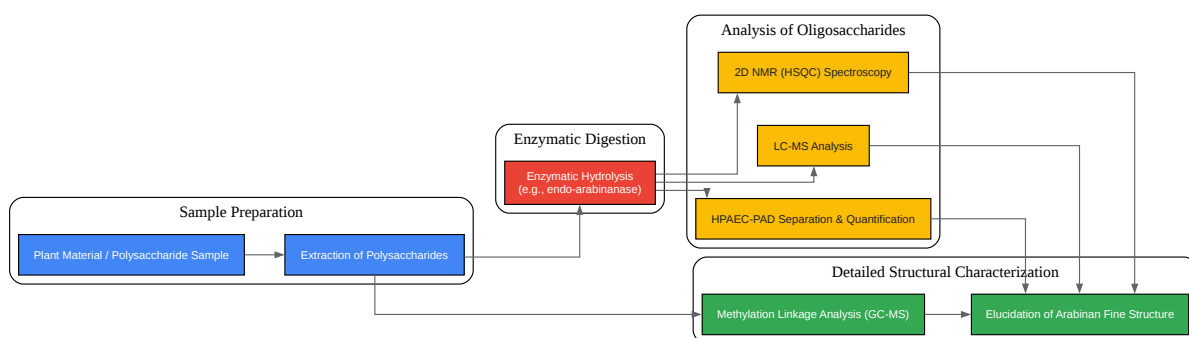 Sample Preparation
Plant Material / Polysaccharide Sample
Extraction of Polysaccharides
Enzymatic Digestion
Enzymatic Hydrolysis
(e.g., endo-arabinanase)
Analysis of Oligosaccharides
2D NMR (HSQC) Spectroscopy
LC-MS Analysis
HPAEC-PAD Separation & Quantification
Detailed Structural Characterization
Methylation Linkage Analysis (GC-MS)
Elucidation of Arabinan Fine Structure